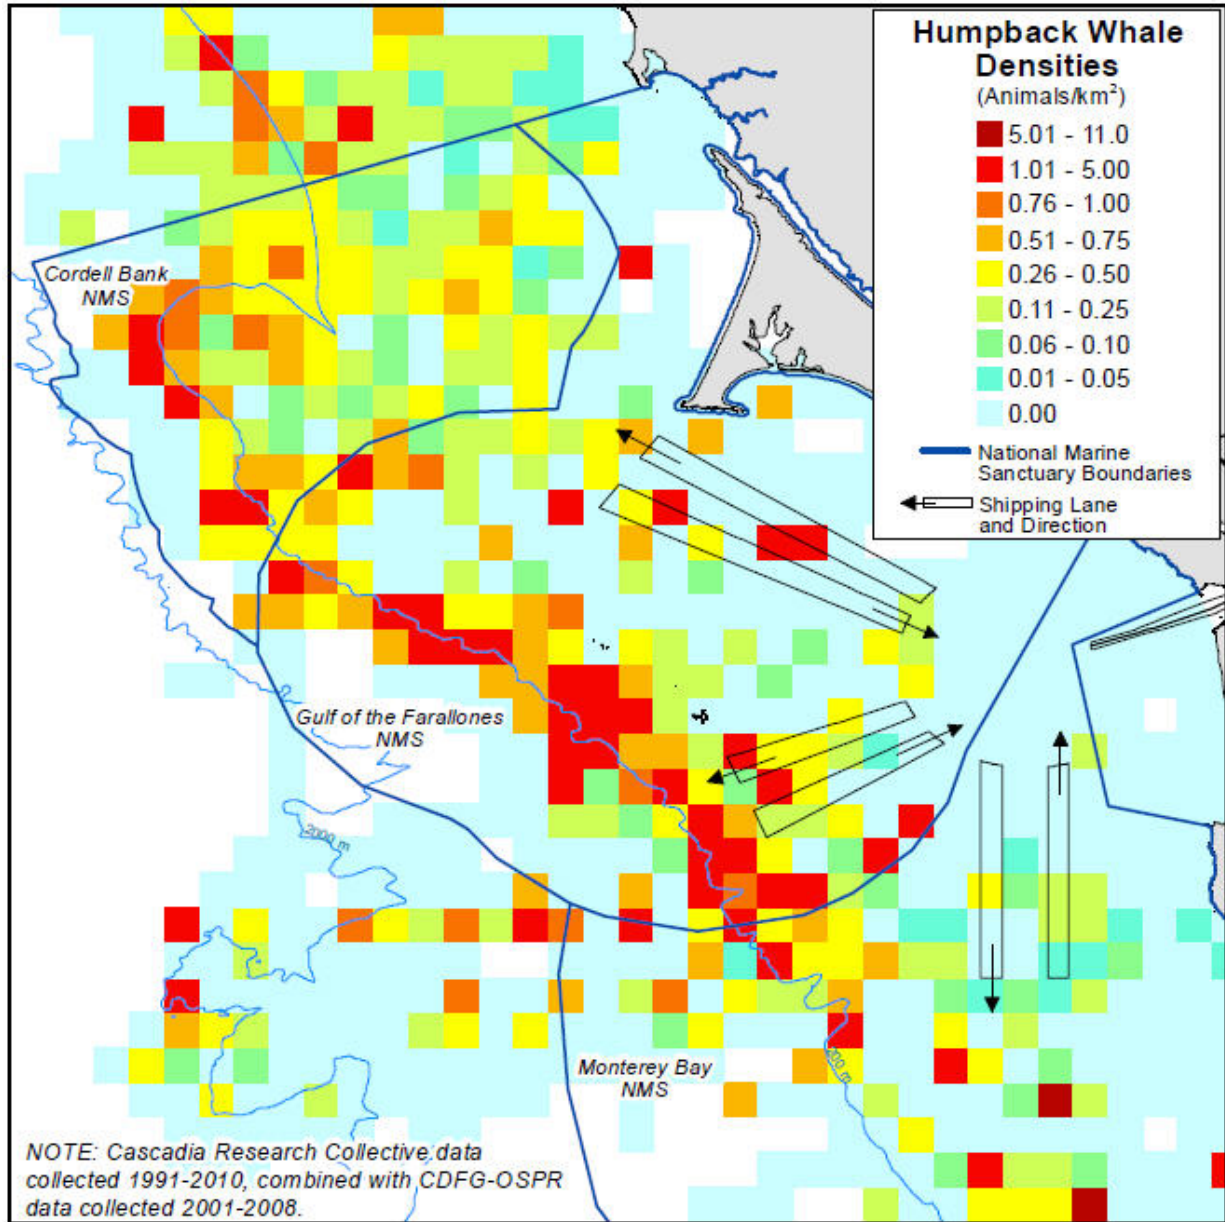 Humpback Whale
Densities
(Animals/km²)
5.01 - 11.0
1.01 - 5.00
0.76 - 1.00
0.51 - 0.75
0.26 - 0.50
0.11 - 0.25
0.06 - 0.10
0.01 - 0.05
0.00
National Marine
Sanctuary Boundaries
Shipping Lane
and Direction
Cordell Bank
NMS
Gulf of the Farallones
NMS
2000 m
Monterey Bay
NMS
200 m
NOTE: Cascadia Research Collective data
collected 1991-2010, combined with CDFG-OSPR
data collected 2001-2008.